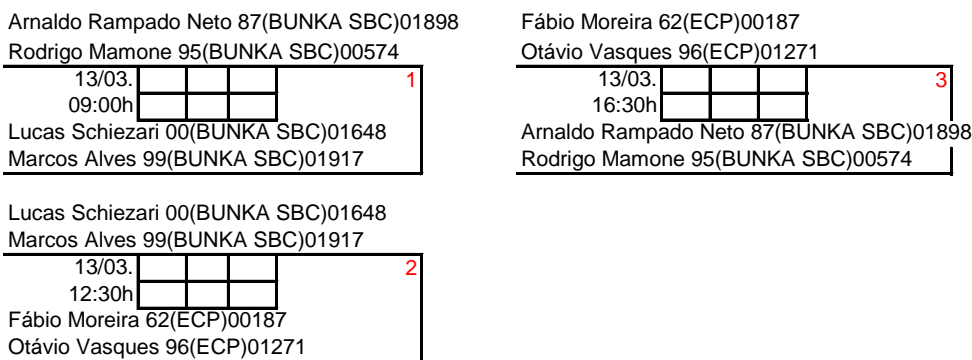 Arnaldo Rampado Neto 87(BUNKA SBC)01898
Rodrigo Mamone 95(BUNKA SBC)00574
13/03. 1
09:00h
Lucas Schiezari 00(BUNKA SBC)01648
Marcos Alves 99(BUNKA SBC)01917
Lucas Schiezari 00(BUNKA SBC)01648
Marcos Alves 99(BUNKA SBC)01917
13/03. 2
12:30h
Fábio Moreira 62(ECP)00187
Otávio Vasques 96(ECP)01271
Fábio Moreira 62(ECP)00187
Otávio Vasques 96(ECP)01271
13/03. 3
16:30h
Arnaldo Rampado Neto 87(BUNKA SBC)01898
Rodrigo Mamone 95(BUNKA SBC)00574